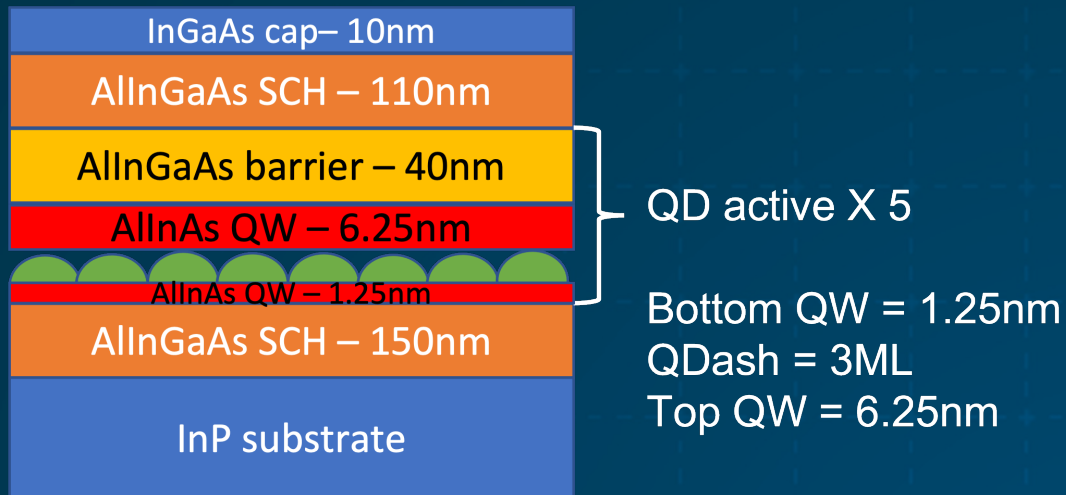 InGaAs cap– 10nm
AlInGaAs SCH – 110nm
AlInGaAs barrier – 40nm
AlInAs QW – 6.25nm
AlInAs QW – 1.25nm
AlInGaAs SCH – 150nm
InP substrate
QD active X 5
Bottom QW = 1.25nm
QDash = 3ML
Top QW = 6.25nm